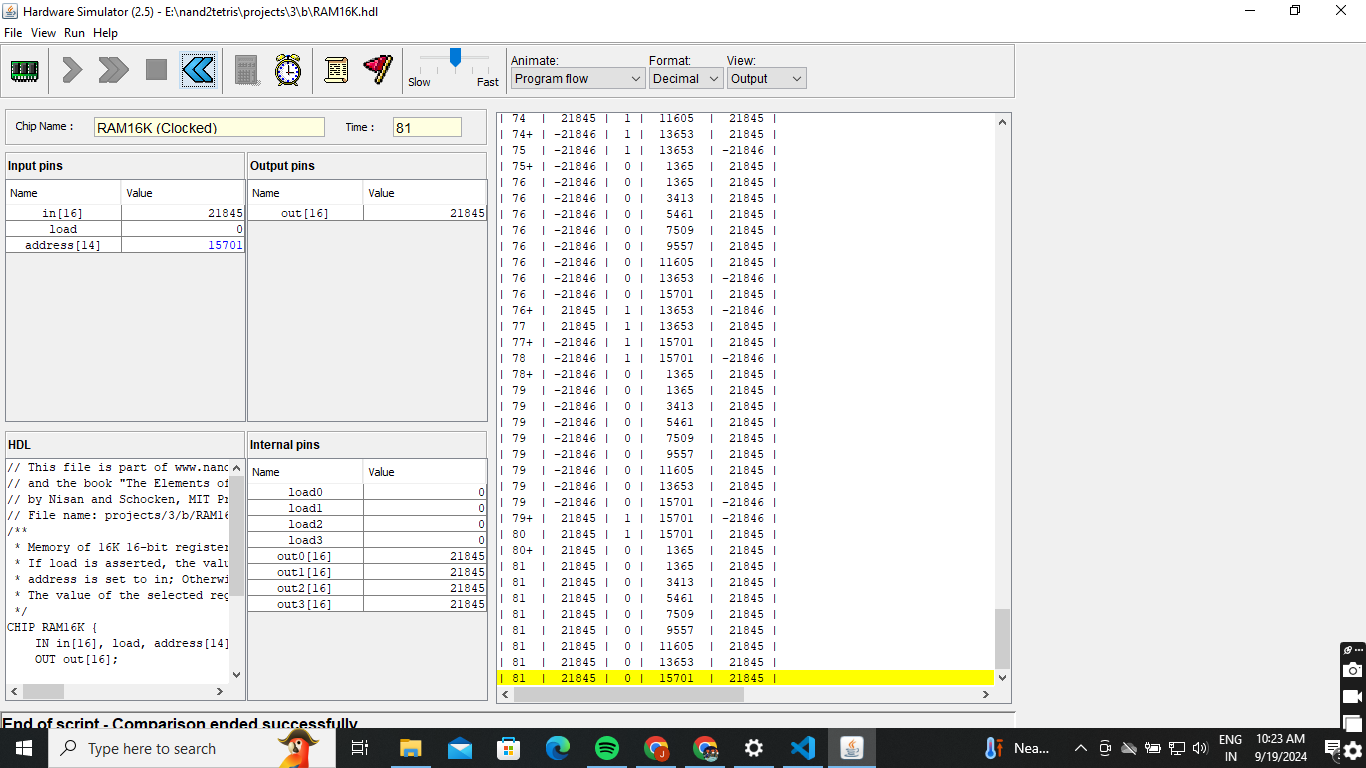 Hardware Simulator (2.5) - E:\nand2tetris\projects\3\b\RAM16K.hdl
File View Run Help
Slow Fast
Animate: Format: View:
Program flow Decimal Output
Chip Name : RAM16K (Clocked) Time : 81
Input pins
Name Value
in[16] 21845
load 0
address[14] 15701
Output pins
Name Value
out[16] 21845
HDL
// This file is part of www.nand
// and the book "The Elements of
// by Nisan and Schocken, MIT Pr
// File name: projects/3/b/RAM16
/**
* Memory of 16K 16-bit register
* If load is asserted, the valu
* address is set to in; Otherwi
* The value of the selected reg
*/
CHIP RAM16K {
IN in[16], load, address[14]
OUT out[16];
Internal pins
Name Value
load0 0
load1 0
load2 0
load3 0
out0[16] 21845
out1[16] 21845
out2[16] 21845
out3[16] 21845
| 74 | 21845 | 1 | 11605 | 21845 |
| 74+ | -21846 | 1 | 13653 | 21845 |
| 75 | -21846 | 1 | 13653 | -21846 |
| 75+ | -21846 | 0 | 1365 | 21845 |
| 76 | -21846 | 0 | 1365 | 21845 |
| 76 | -21846 | 0 | 3413 | 21845 |
| 76 | -21846 | 0 | 5461 | 21845 |
| 76 | -21846 | 0 | 7509 | 21845 |
| 76 | -21846 | 0 | 9557 | 21845 |
| 76 | -21846 | 0 | 11605 | 21845 |
| 76 | -21846 | 0 | 13653 | -21846 |
| 76 | -21846 | 0 | 15701 | 21845 |
| 76+ | 21845 | 1 | 13653 | -21846 |
| 77 | 21845 | 1 | 13653 | 21845 |
| 77+ | -21846 | 1 | 15701 | 21845 |
| 78 | -21846 | 1 | 15701 | -21846 |
| 78+ | -21846 | 0 | 1365 | 21845 |
| 79 | -21846 | 0 | 1365 | 21845 |
| 79 | -21846 | 0 | 3413 | 21845 |
| 79 | -21846 | 0 | 5461 | 21845 |
| 79 | -21846 | 0 | 7509 | 21845 |
| 79 | -21846 | 0 | 9557 | 21845 |
| 79 | -21846 | 0 | 11605 | 21845 |
| 79 | -21846 | 0 | 13653 | 21845 |
| 79 | -21846 | 0 | 15701 | -21846 |
| 79+ | 21845 | 1 | 15701 | -21846 |
| 80 | 21845 | 1 | 15701 | 21845 |
| 80+ | 21845 | 0 | 1365 | 21845 |
| 81 | 21845 | 0 | 1365 | 21845 |
| 81 | 21845 | 0 | 3413 | 21845 |
| 81 | 21845 | 0 | 5461 | 21845 |
| 81 | 21845 | 0 | 7509 | 21845 |
| 81 | 21845 | 0 | 9557 | 21845 |
| 81 | 21845 | 0 | 11605 | 21845 |
| 81 | 21845 | 0 | 13653 | 21845 |
| 81 | 21845 | 0 | 15701 | 21845 |
End of script - Comparison ended successfully
Type here to search
Nea...
ENG
IN
10:23 AM
9/19/2024